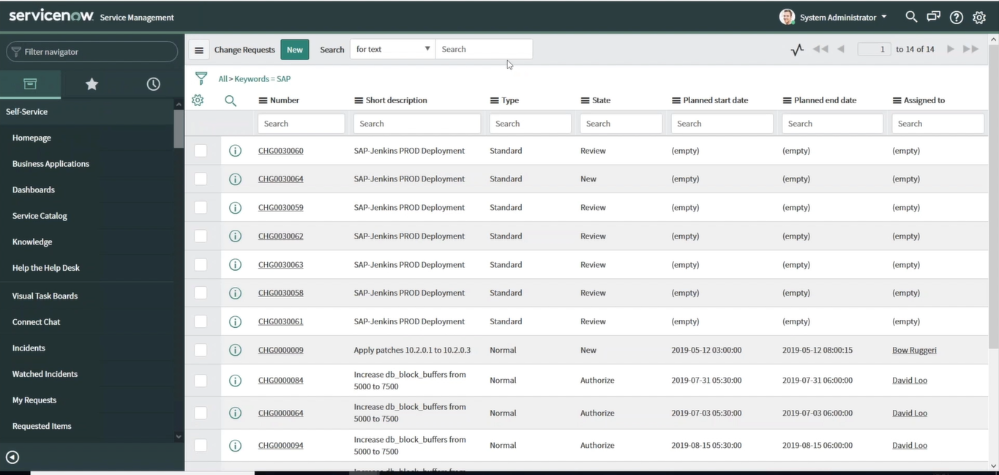 servicenow. Service Management System Administrator
Filter navigator
Change Requests New Search for text Search 1 to 14 of 14
All > Keywords = SAP
Number Short description Type State Planned start date Planned end date Assigned to
Search Search Search Search Search Search Search
CHG0030060 SAP-Jenkins PROD Deployment Standard Review (empty) (empty) (empty)
CHG0030064 SAP-Jenkins PROD Deployment Standard New (empty) (empty) (empty)
CHG0030059 SAP-Jenkins PROD Deployment Standard Review (empty) (empty) (empty)
CHG0030062 SAP-Jenkins PROD Deployment Standard Review (empty) (empty) (empty)
CHG0030063 SAP-Jenkins PROD Deployment Standard Review (empty) (empty) (empty)
CHG0030058 SAP-Jenkins PROD Deployment Standard Review (empty) (empty) (empty)
CHG0030061 SAP-Jenkins PROD Deployment Standard Review (empty) (empty) (empty)
CHG0000009 Apply patches 10.2.0.1 to 10.2.0.3 Normal New 2019-05-12 03:00:00 2019-05-12 08:00:15 Bow Ruggeri
CHG0000084 Increase db_block_buffers from 5000 to 7500 Normal Authorize 2019-07-31 05:30:00 2019-07-31 06:00:00 David Loo
CHG0000064 Increase db_block_buffers from 5000 to 7500 Normal Authorize 2019-07-03 05:30:00 2019-07-03 06:00:00 David Loo
CHG0000094 Increase db_block_buffers from 5000 to 7500 Normal Authorize 2019-08-15 05:30:00 2019-08-15 06:00:00 David Loo
Self-Service
Homepage
Business Applications
Dashboards
Service Catalog
Knowledge
Help the Help Desk
Visual Task Boards
Connect Chat
Incidents
Watched Incidents
My Requests
Requested Items